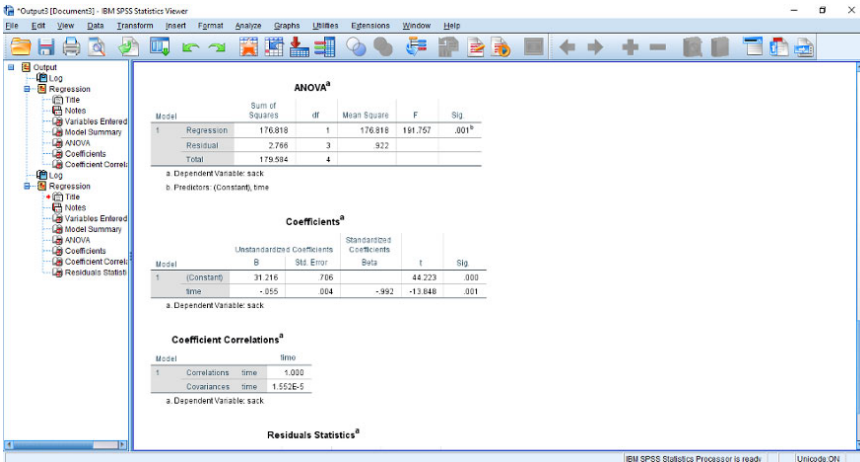 *Output3 [Document3] - IBM SPSS Statistics Viewer
File Edit View Data Transform Insert Format Analyze Graphs Utilities Extensions Window Help
Output
Log
Regression
Title
Notes
Variables Entered
Model Summary
ANOVA
Coefficients
Coefficient Correla
Log
Regression
Title
Notes
Variables Entered
Model Summary
ANOVA
Coefficients
Coefficient Correla
Residuals Statisti
ANOVAa
Model Sum of Squares df Mean Square F Sig.
1 Regression 176.818 1 176.818 191.757 .001b
Residual 2.766 3 .922
Total 179.584 4
a. Dependent Variable: sack
b. Predictors: (Constant), time
Coefficientsa
Unstandardized Coefficients Standardized Coefficients
Model B Std. Error Beta t Sig.
1 (Constant) 31.216 .706 44.223 .000
time -.055 .004 -.992 -13.848 .001
a. Dependent Variable: sack
Coefficient Correlationsa
Model time
1 Correlations time 1.000
Covariances time 1.552E-5
a. Dependent Variable: sack
Residuals Statisticsa
IBM SPSS Statistics Processor is ready Unicode:ON